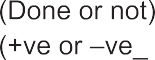 (Done or not)
(+ve or –ve_